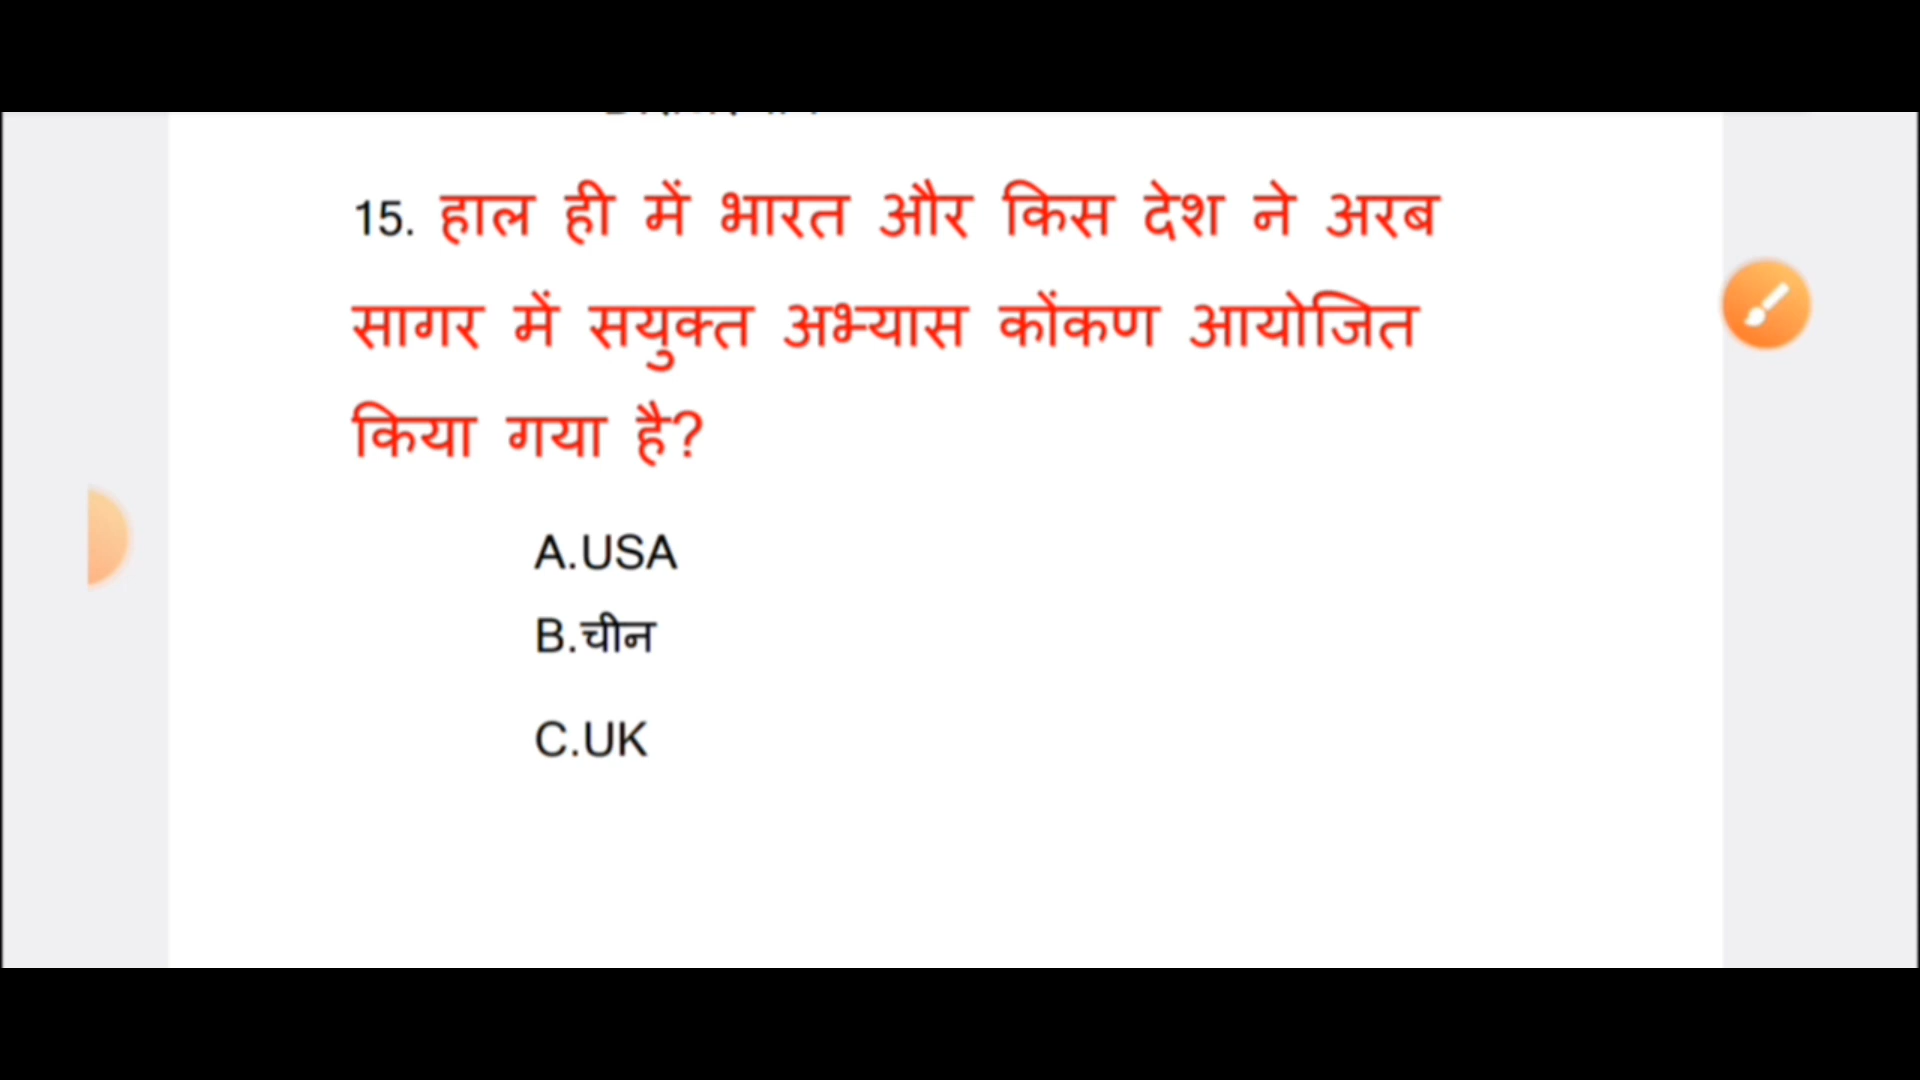 15. हाल ही में भारत और किस देश ने अरब
सागर में सयुक्त अभ्यास कोंकण आयोजित
किया गया है?
A.USA
B.चीन
C.UK